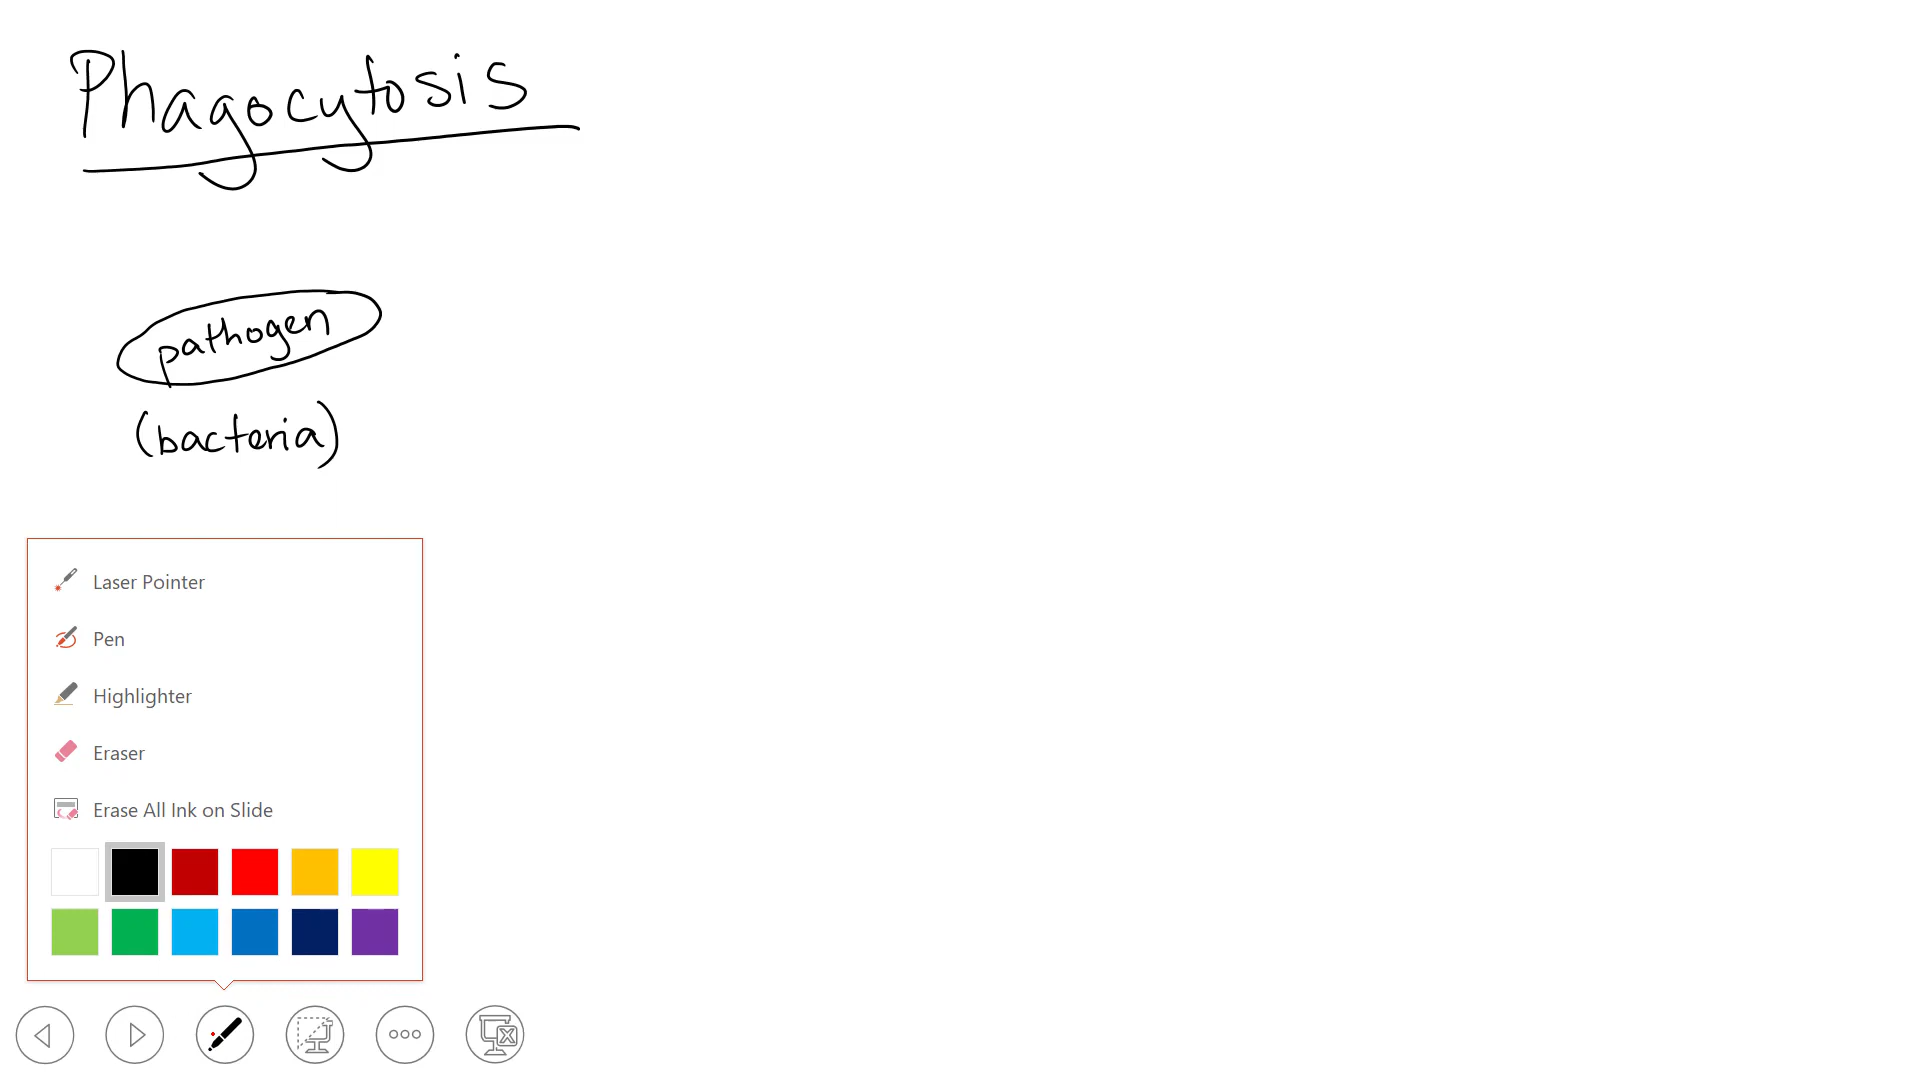 Phagocytosis
pathogen
(bacteria)
Laser Pointer
Pen
Highlighter
Eraser
Erase All Ink on Slide